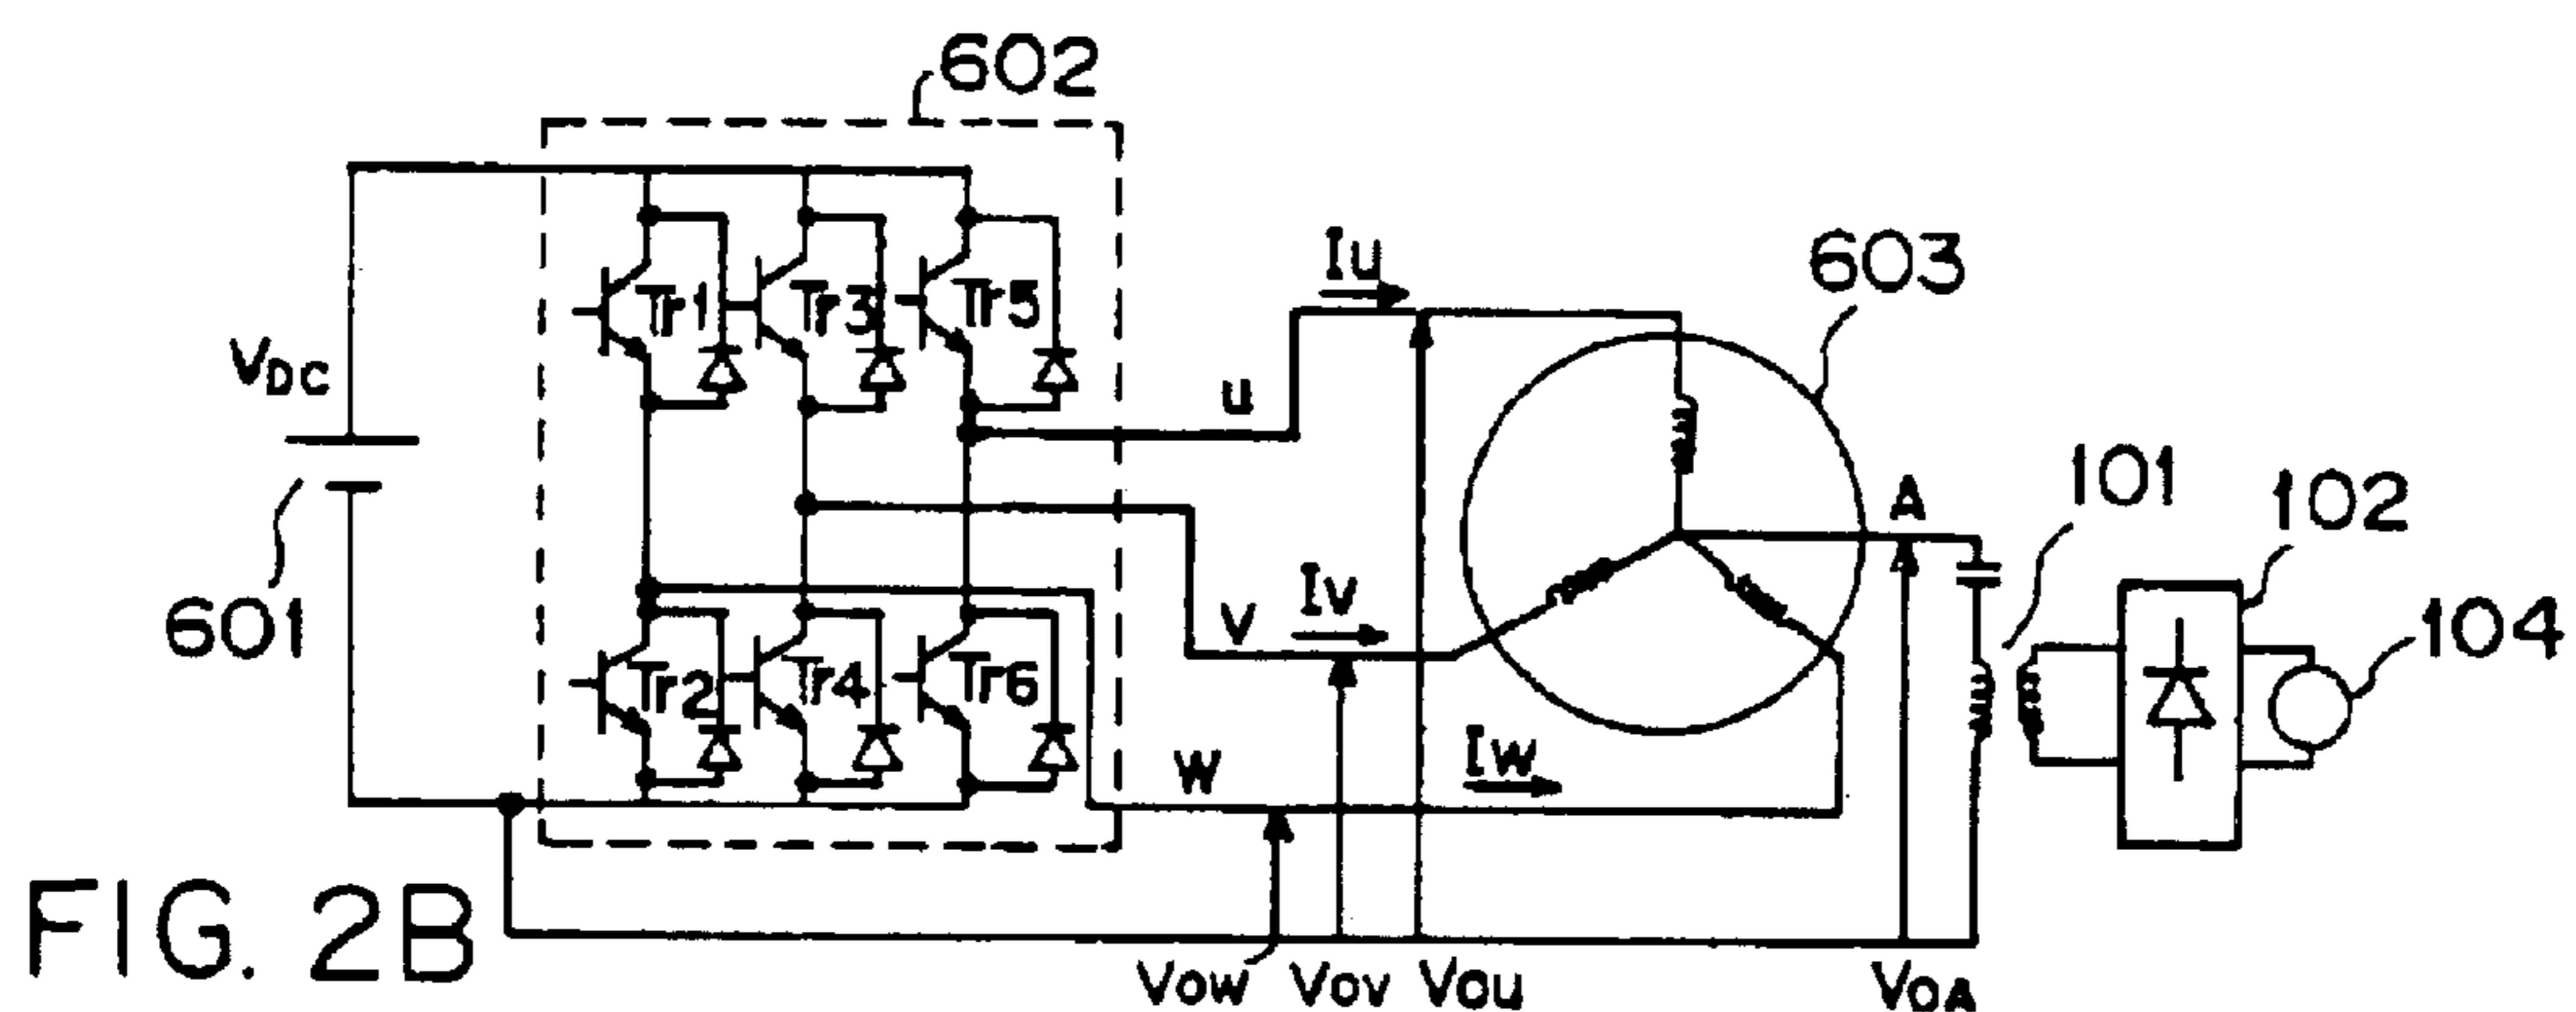 602
Tr1
Tr3
Tr5
Iu
603
VDC
u
A
101
102
601
V
Iv
104
Tr2
Tr4
Tr6
W
Iw
FIG. 2B
Vow
Vov
Vou
VOA